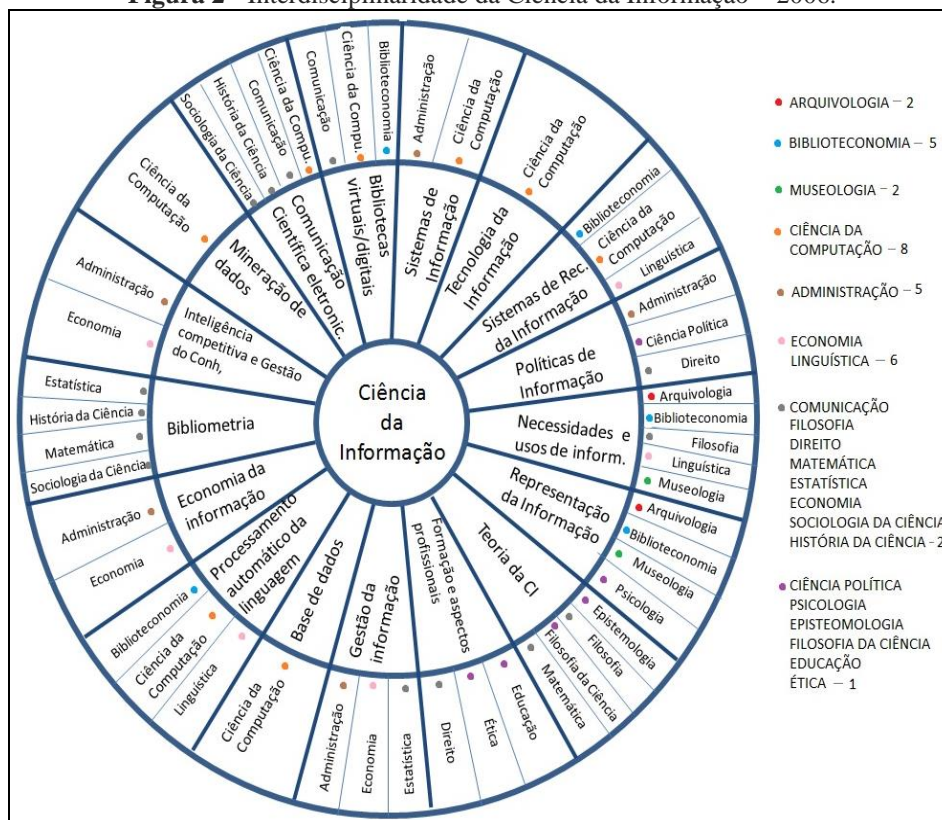 Figura 2 - Interdisciplinaridade da Ciência da Informação – 2008.
Ciência
da
Informação
Bibliotecas
virtuais/digitais
Comunicação
Ciência da Compu.
Biblioteconomia
Sistemas de
Informação
Administração
Ciência da
Computação
Tecnologia da
Informação
Ciência da
Computação
Sistemas de Rec.
da Informação
Biblioteconomia
Ciência da
Computação
Linguística
Políticas de
Informação
Administração
Ciência Política
Direito
Necessidades e
usos de inform.
Arquivologia
Biblioteconomia
Filosofia
Linguística
Museologia
Representação
da Informação
Arquivologia
Biblioteconomia
Museologia
Psicologia
Teoria da CI
Epistemologia
Filosofia
Filosofia da Ciência
Matemática
Formação e aspectos
profissionais
Direito
Ética
Educação
Gestão da
informação
Administração
Economia
Estatística
Base de dados
Ciência da
Computação
Processamento
automático da
linguagem
Biblioteconomia
Ciência da
Computação
Linguística
Economia da
informação
Administração
Economia
Bibliometria
Estatística
História da Ciência
Matemática
Sociologia da Ciência
Inteligência
competitiva e Gestão
do Conh,
Administração
Economia
Mineração de
dados
Ciência da
Computação
Comunicação
Científica eletronic.
Sociologia da Ciência
História da Ciência
Comunicação
Ciência da Compu.
ARQUIVOLOGIA – 2
BIBLIOTECONOMIA – 5
MUSEOLOGIA – 2
CIÊNCIA DA
COMPUTAÇÃO – 8
ADMINISTRAÇÃO – 5
ECONOMIA
LINGUÍSTICA – 6
COMUNICAÇÃO
FILOSOFIA
DIREITO
MATEMÁTICA
ESTATÍSTICA
ECONOMIA
SOCIOLOGIA DA CIÊNCIA
HISTÓRIA DA CIÊNCIA - 2
CIÊNCIA POLÍTICA
PSICOLOGIA
EPISTEOMOLOGIA
FILOSOFIA DA CIÊNCIA
EDUCAÇÃO
ÉTICA – 1